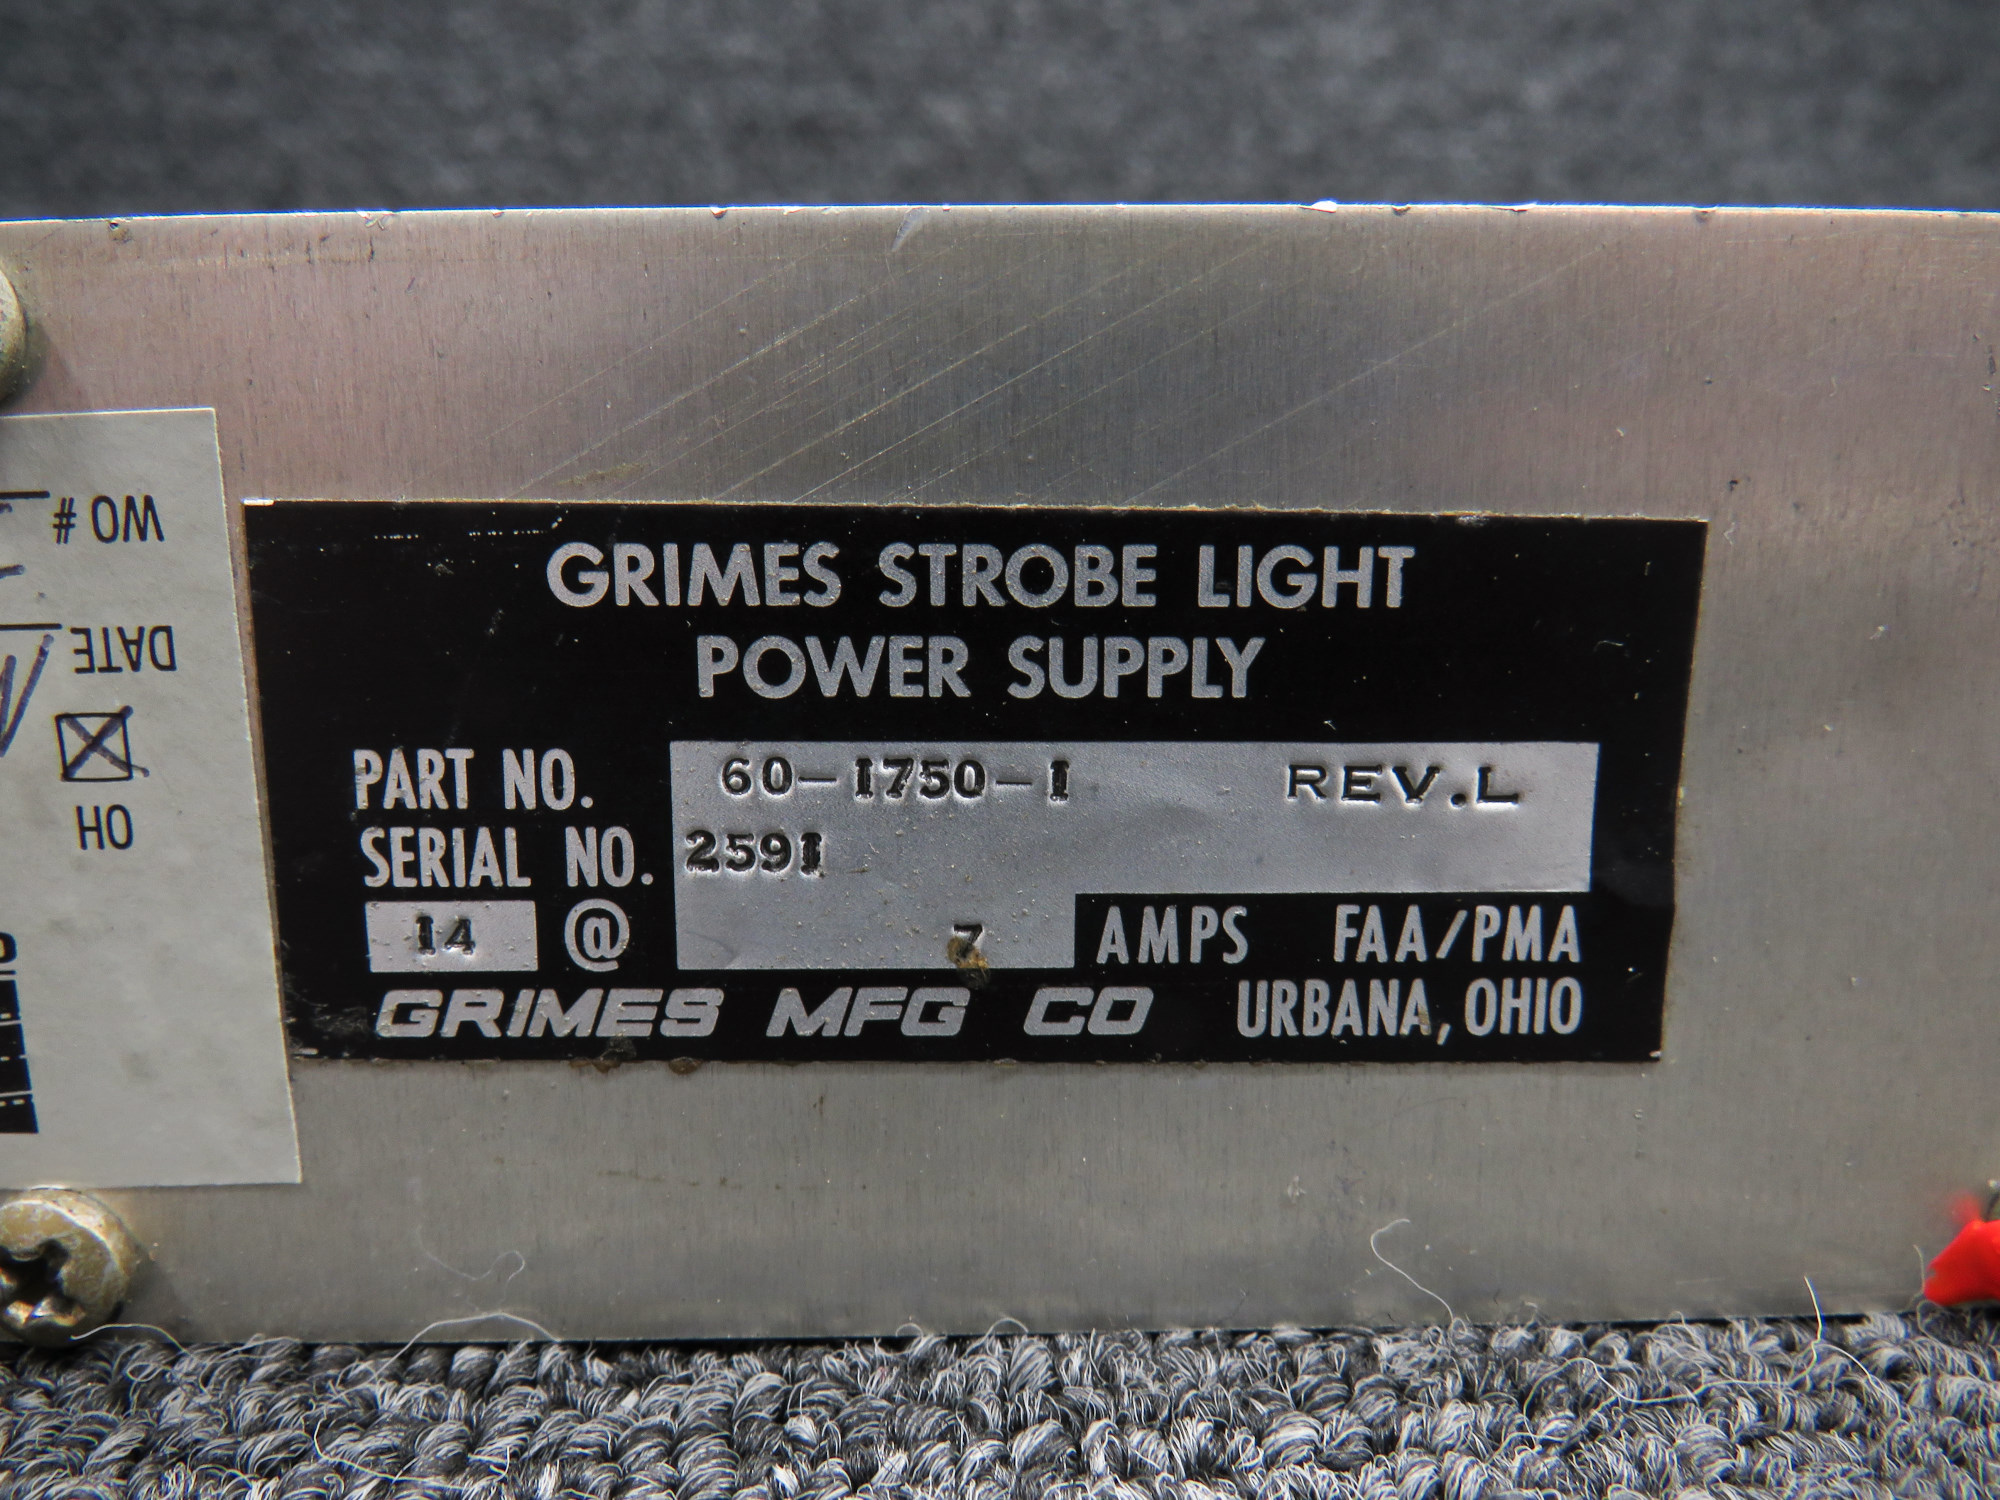 GRIMES STROBE LIGHT
POWER SUPPLY
PART NO. 60-1750-1 REV.L
SERIAL NO. 2591
14 @ 7 AMPS FAA/PMA
GRIMES MFG CO URBANA, OHIO
OH
DATE
WO #